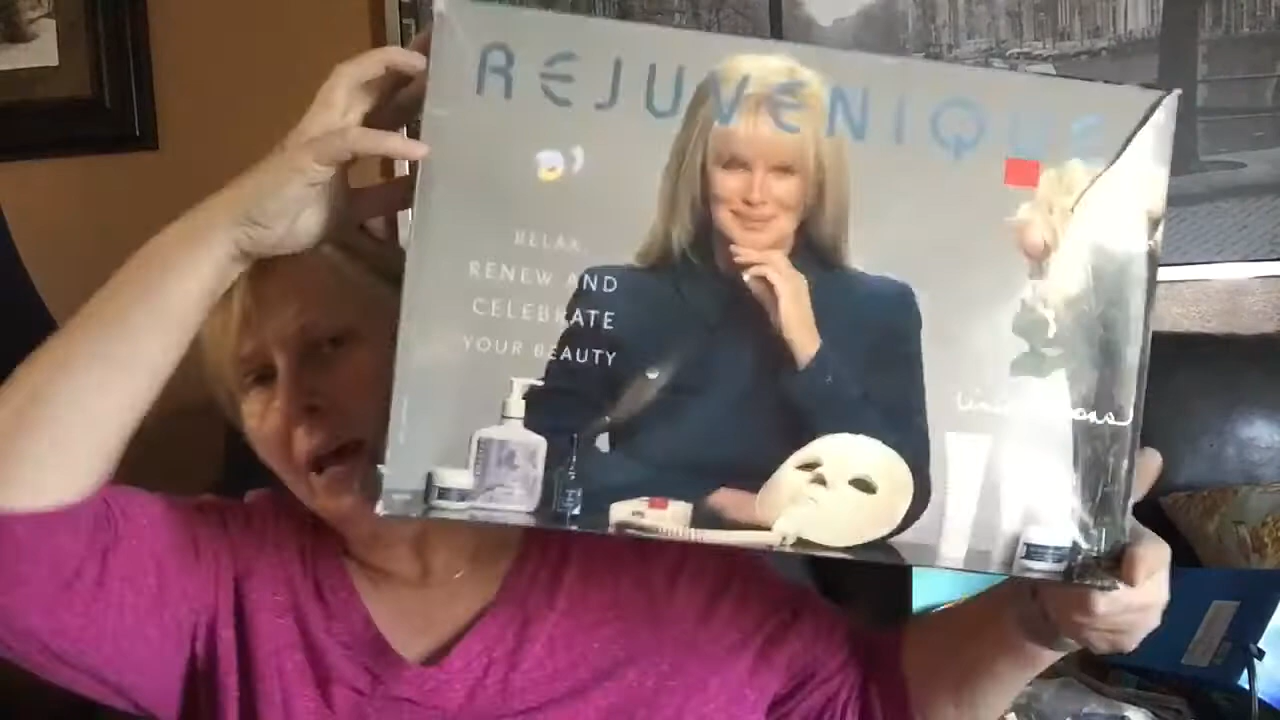 REJUVENIQUE
RELAX,
RENEW AND
CELEBRATE
YOUR BEAUTY